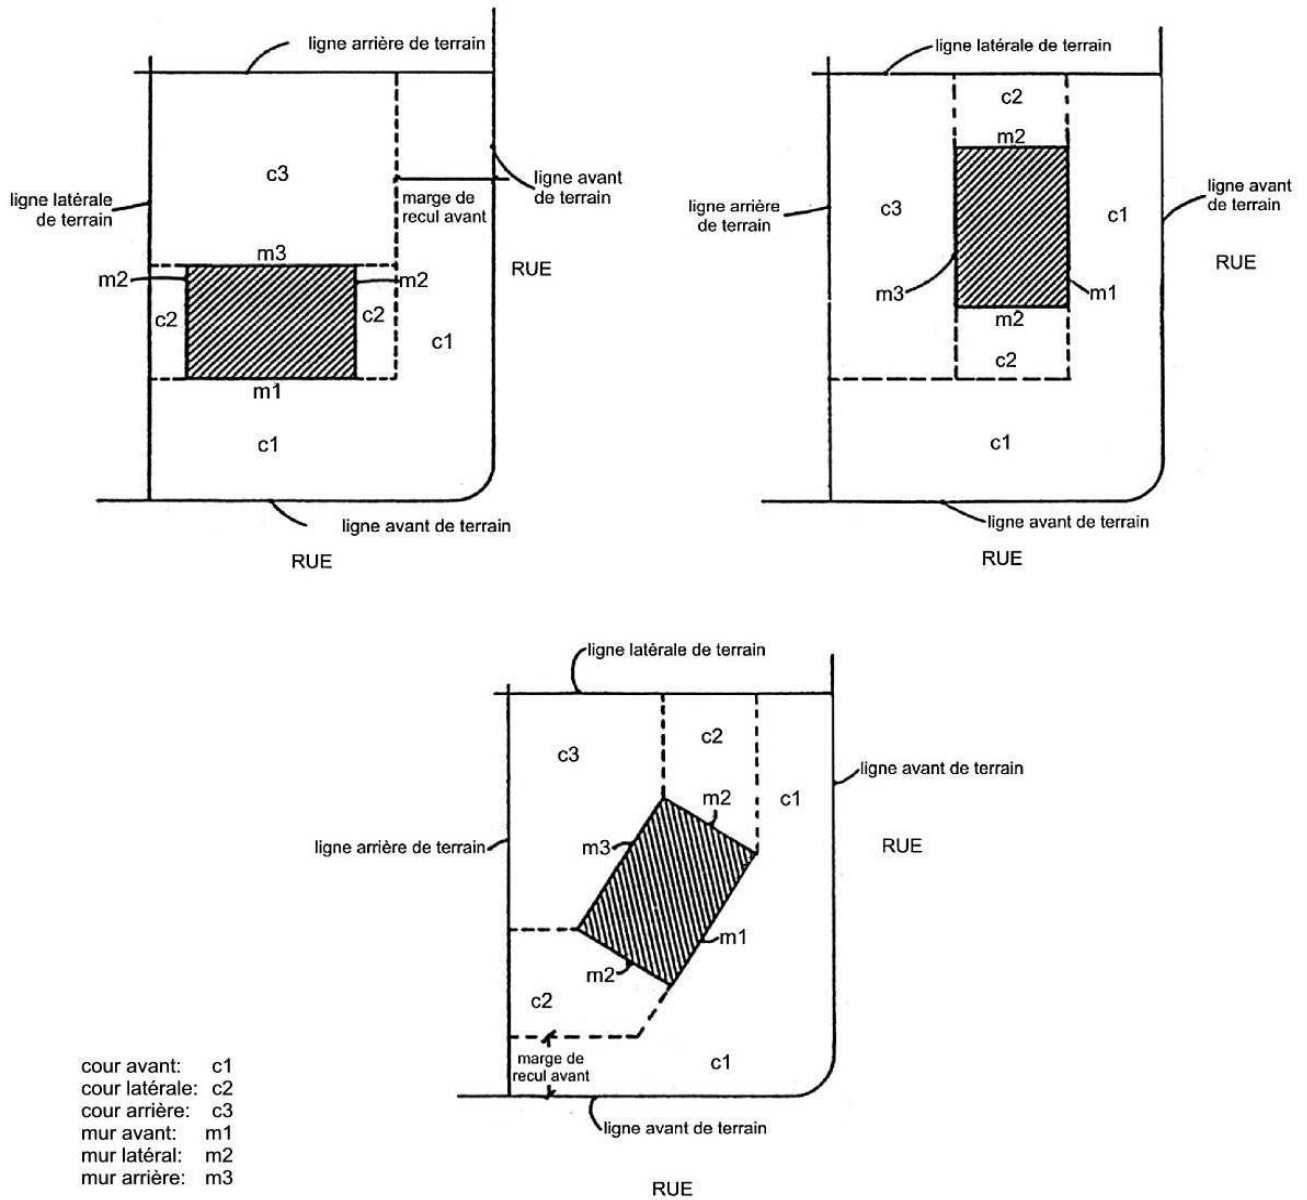 ligne arrière de terrain
c3
ligne latérale
de terrain
marge de
recul avant
ligne avant
de terrain
RUE
m3
m2
m2
c2
c2
c1
m1
c1
ligne avant de terrain
RUE
ligne latérale de terrain
c2
m2
ligne arrière
de terrain
c3
c1
ligne avant
de terrain
RUE
m3
m1
m2
c2
c1
ligne avant de terrain
RUE
ligne latérale de terrain
c3
c2
ligne avant de terrain
m2
c1
ligne arrière de terrain
m3
RUE
m1
m2
c2
marge de
recul avant
c1
ligne avant de terrain
RUE
cour avant: c1
cour latérale: c2
cour arrière: c3
mur avant: m1
mur latéral: m2
mur arrière: m3